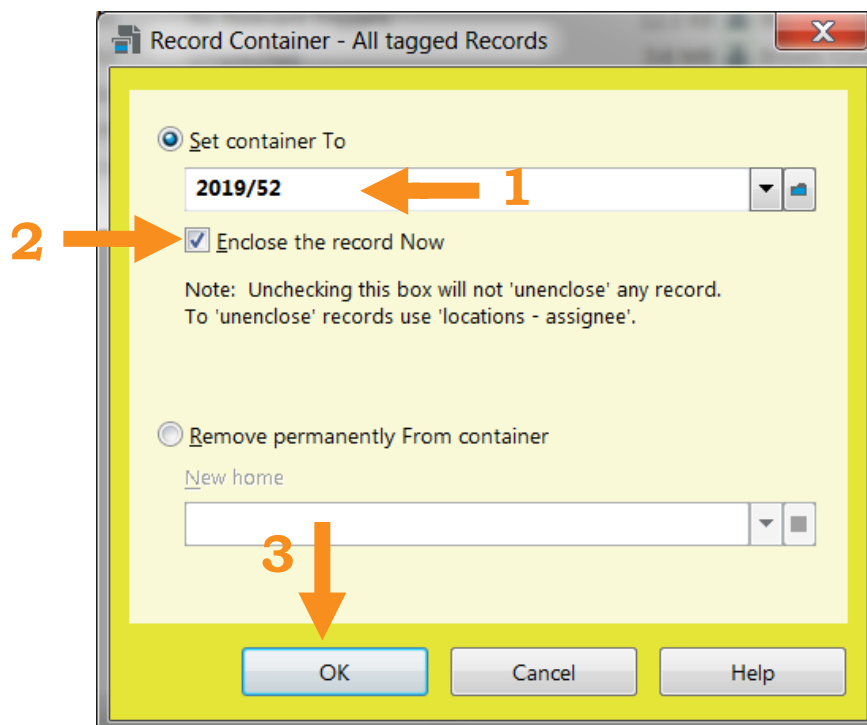 Record Container - All tagged Records
Set container To
2019/52
1
2
Enclose the record Now
Note: Unchecking this box will not 'unenclose' any record.
To 'unenclose' records use 'locations - assignee'.
Remove permanently From container
New home
3
OK
Cancel
Help